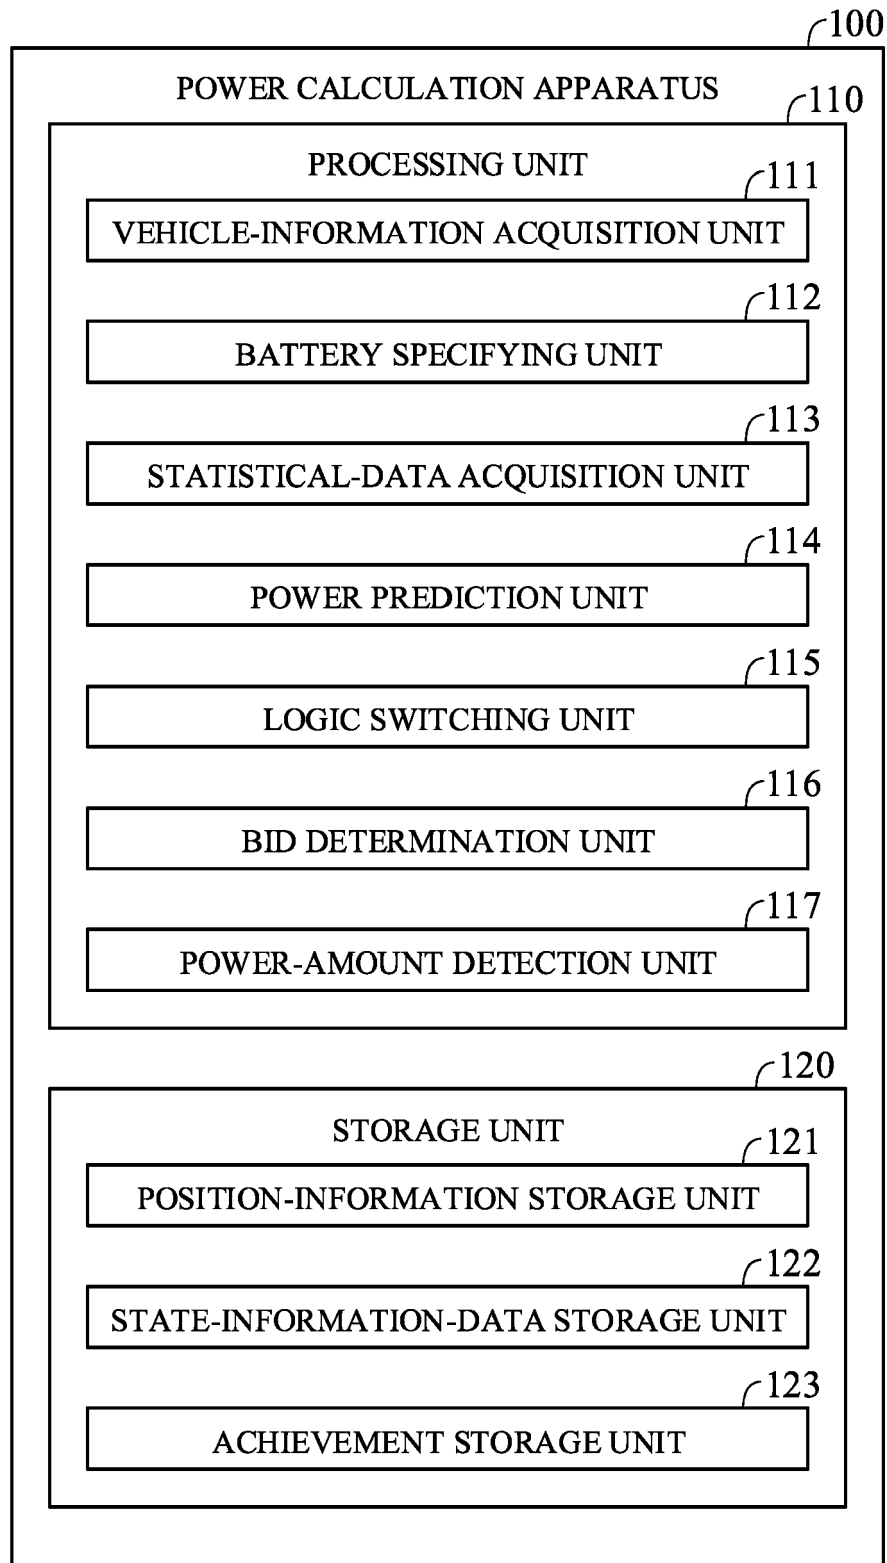 100
POWER CALCULATION APPARATUS
110
PROCESSING UNIT
111
VEHICLE-INFORMATION ACQUISITION UNIT
112
BATTERY SPECIFYING UNIT
113
STATISTICAL-DATA ACQUISITION UNIT
114
POWER PREDICTION UNIT
115
LOGIC SWITCHING UNIT
116
BID DETERMINATION UNIT
117
POWER-AMOUNT DETECTION UNIT
120
STORAGE UNIT
121
POSITION-INFORMATION STORAGE UNIT
122
STATE-INFORMATION-DATA STORAGE UNIT
123
ACHIEVEMENT STORAGE UNIT